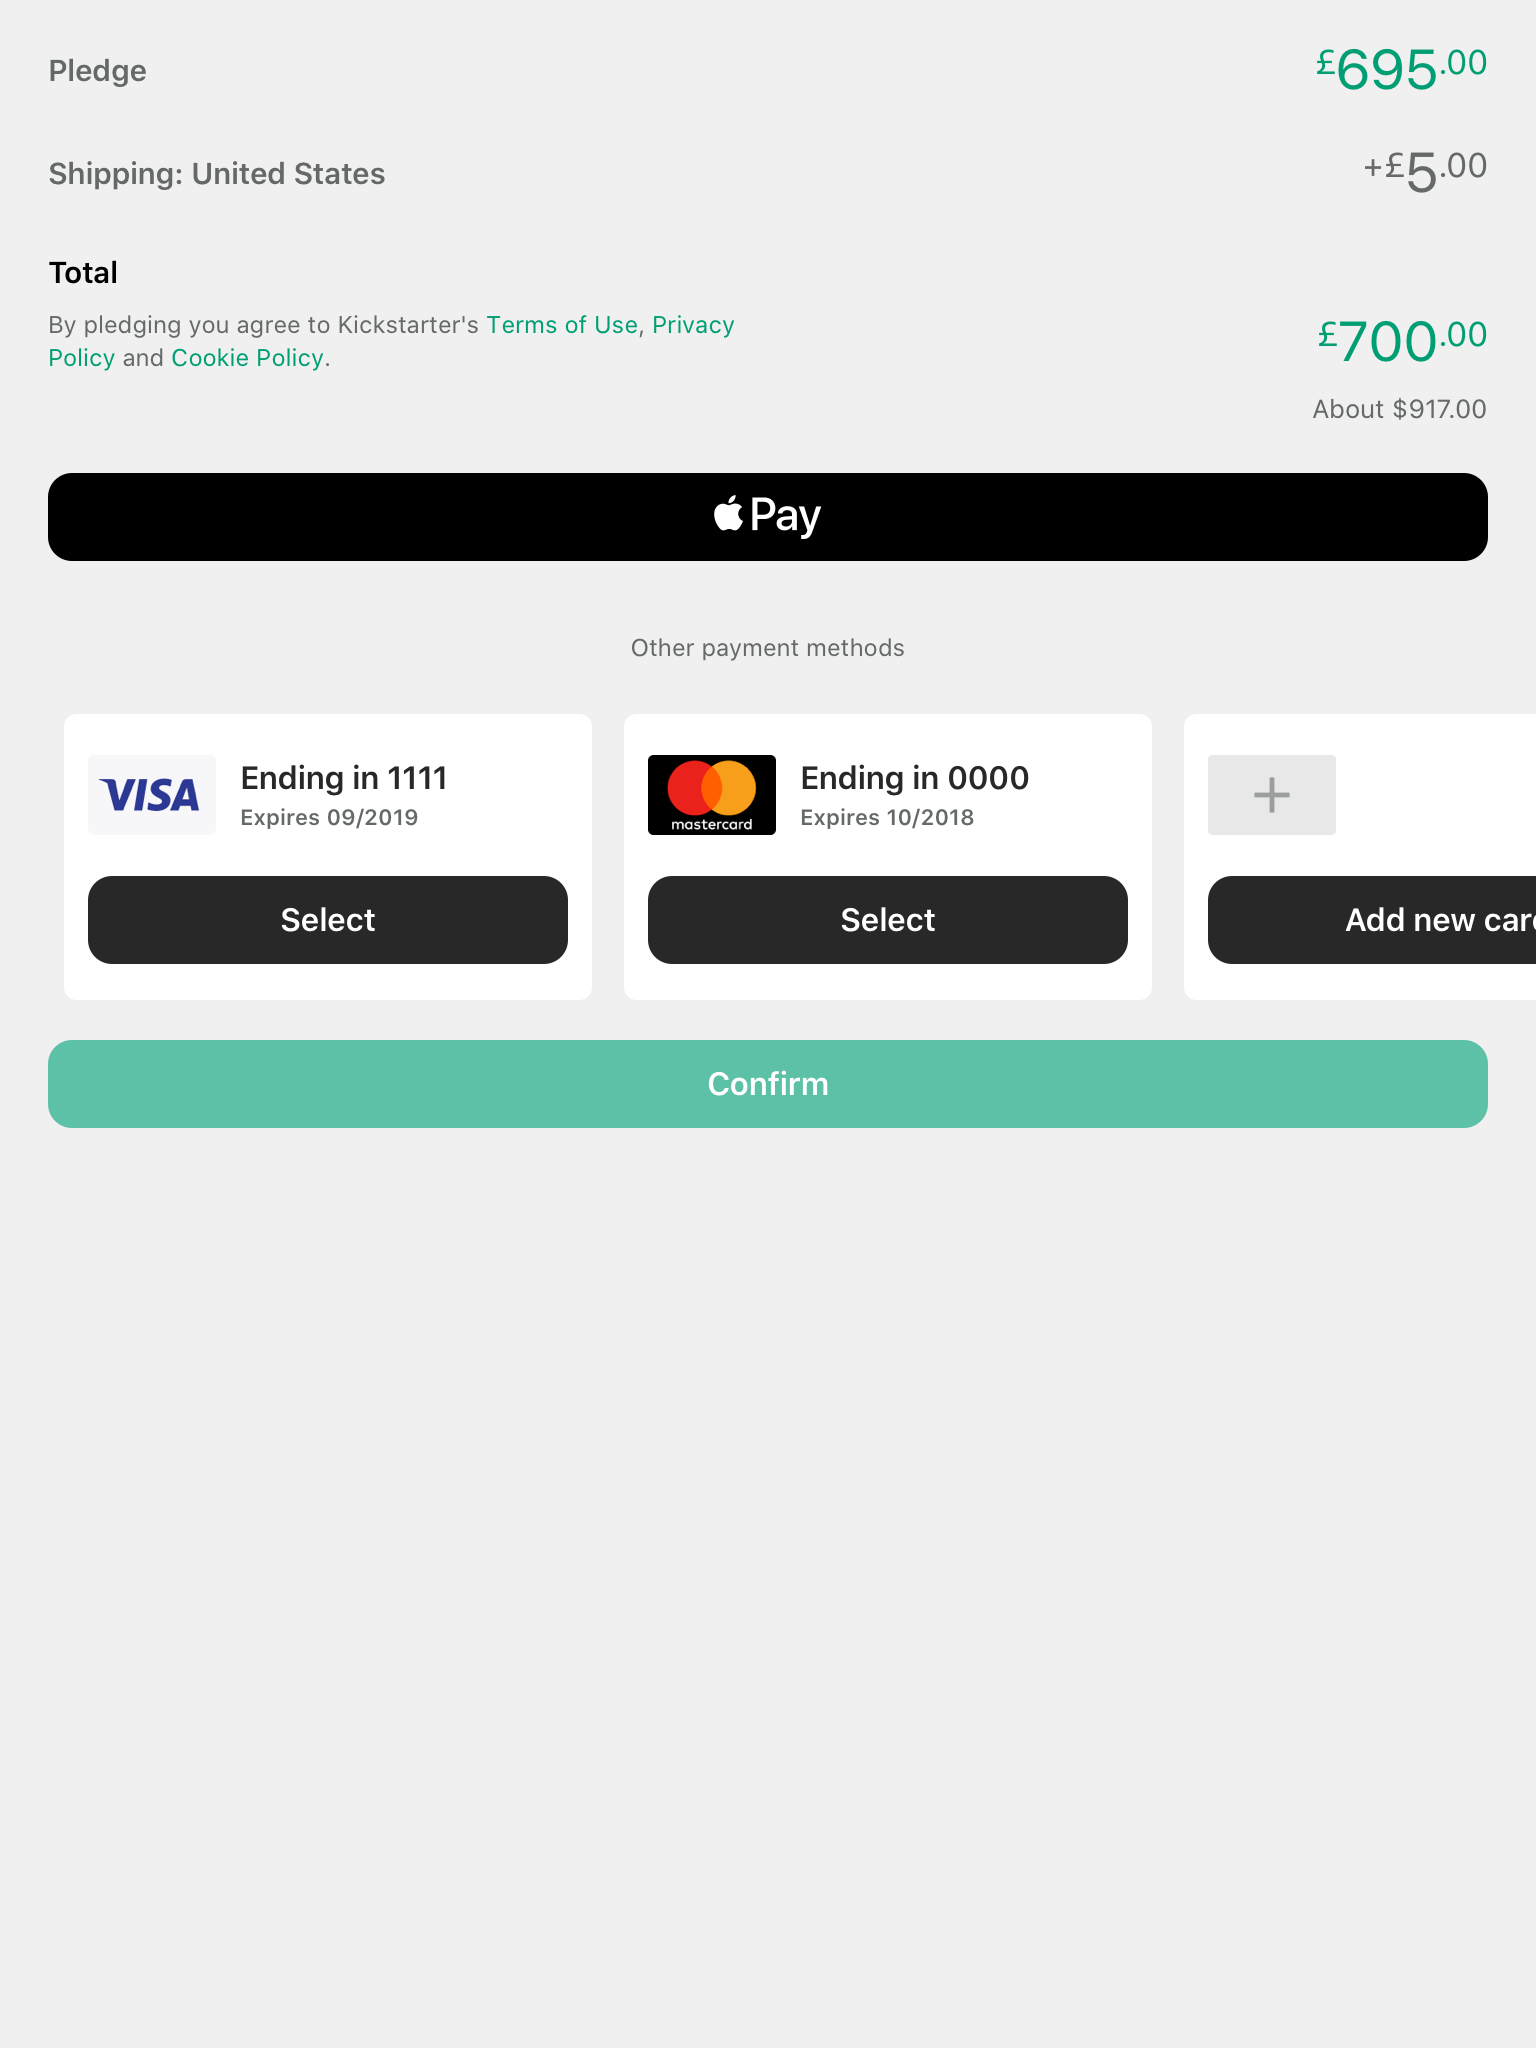 Pledge £695.00
Shipping: United States +£5.00
Total
By pledging you agree to Kickstarter's Terms of Use, Privacy
Policy and Cookie Policy.
£700.00
About $917.00
Pay
Other payment methods
VISA Ending in 1111
Expires 09/2019
Select
mastercard Ending in 0000
Expires 10/2018
Select
Add new
Confirm